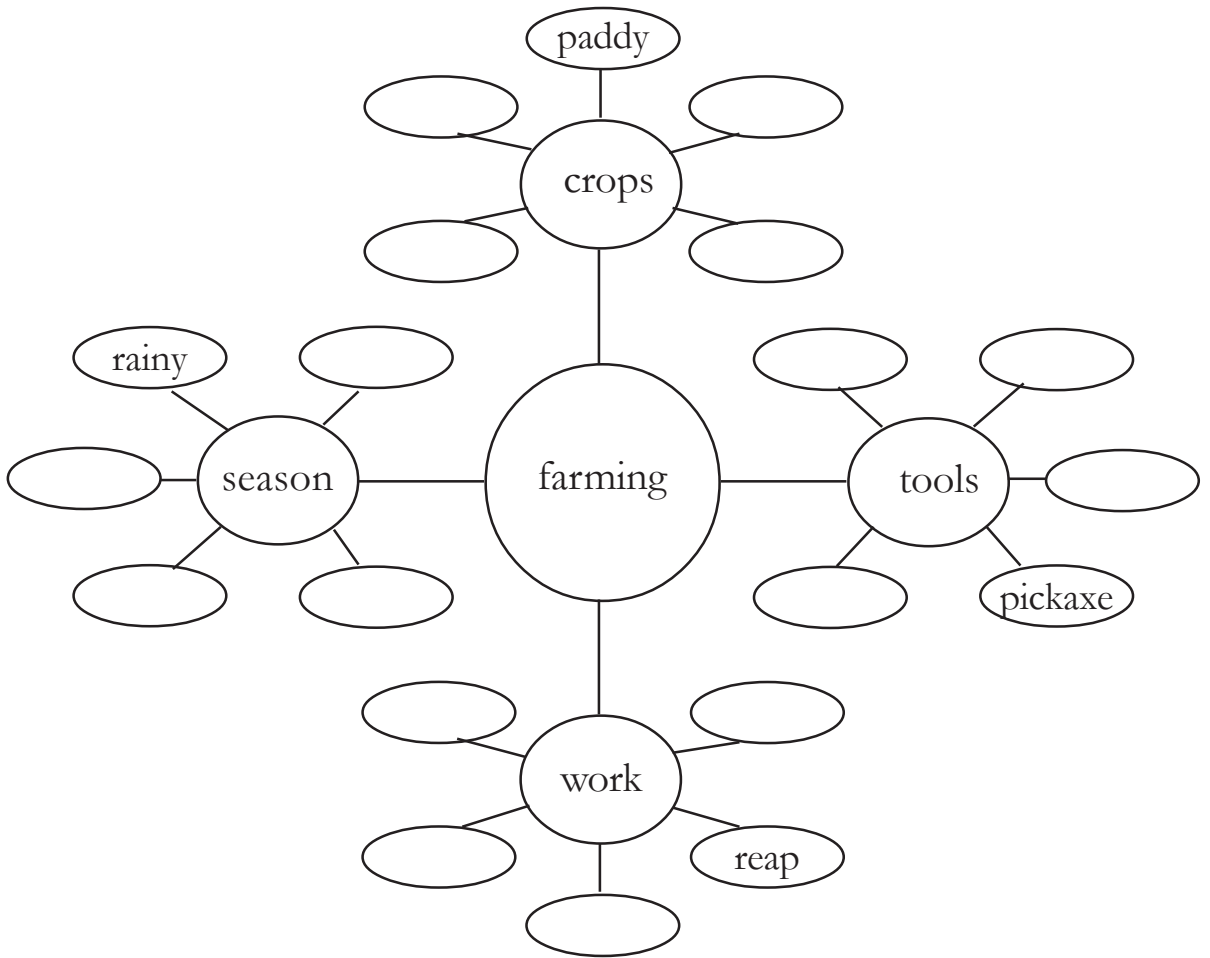 paddy
crops
rainy
season
farming
tools
pickaxe
work
reap